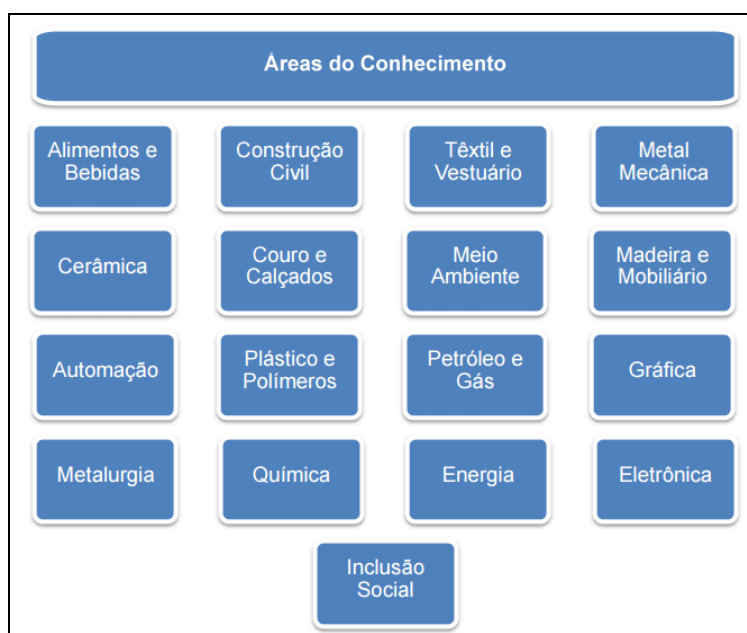 Áreas do Conhecimento
Alimentos e
Bebidas
Construção
Civil
Têxtil e
Vestuário
Metal
Mecânica
Cerâmica
Couro e
Calçados
Meio
Ambiente
Madeira e
Mobiliário
Automação
Plástico e
Polímeros
Petróleo e
Gás
Gráfica
Metalurgia
Química
Energia
Eletrônica
Inclusão
Social